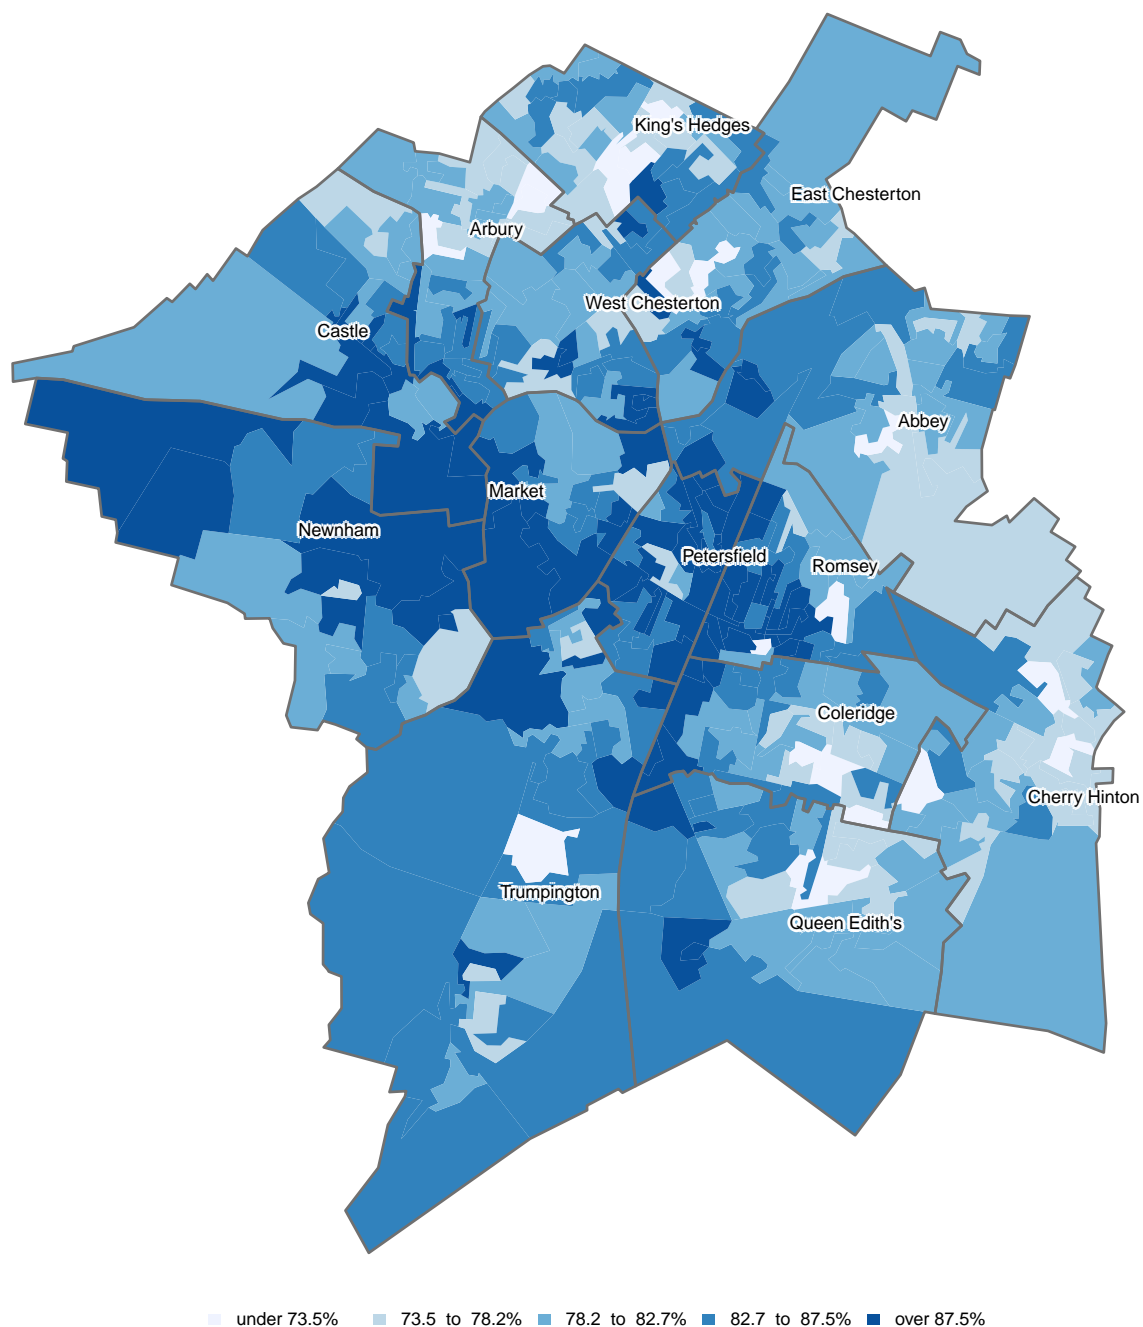 King's Hedges
East Chesterton
Arbury
West Chesterton
Castle
Abbey
Market
Newnham
Petersfield
Romsey
Coleridge
Cherry Hinton
Trumpington
Queen Edith's
under 73.5% 73.5 to 78.2% 78.2 to 82.7% 82.7 to 87.5% over 87.5%